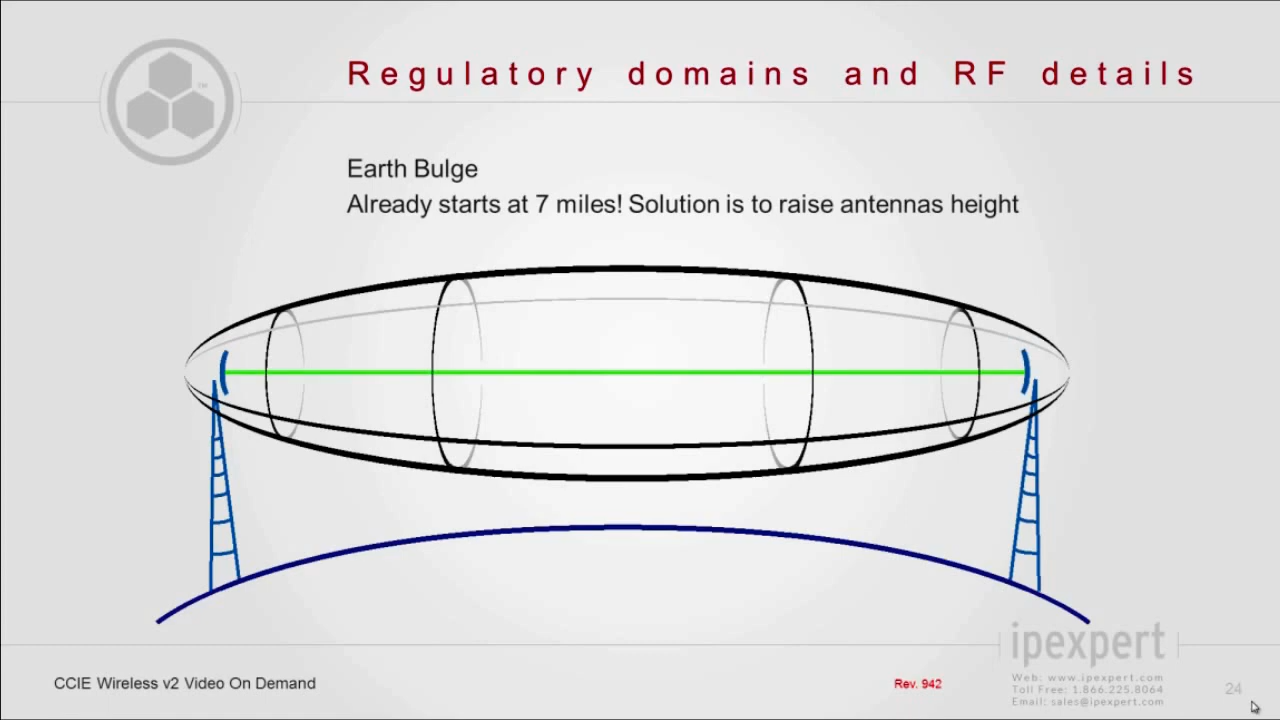 Regulatory domains and RF details
™
Earth Bulge
Already starts at 7 miles! Solution is to raise antennas height
ipexpert
Web: www.ipexpert.com
Toll Free: 1.866.225.8064
Email: sales@ipexpert.com
CCIE Wireless v2 Video On Demand
Rev. 942
24